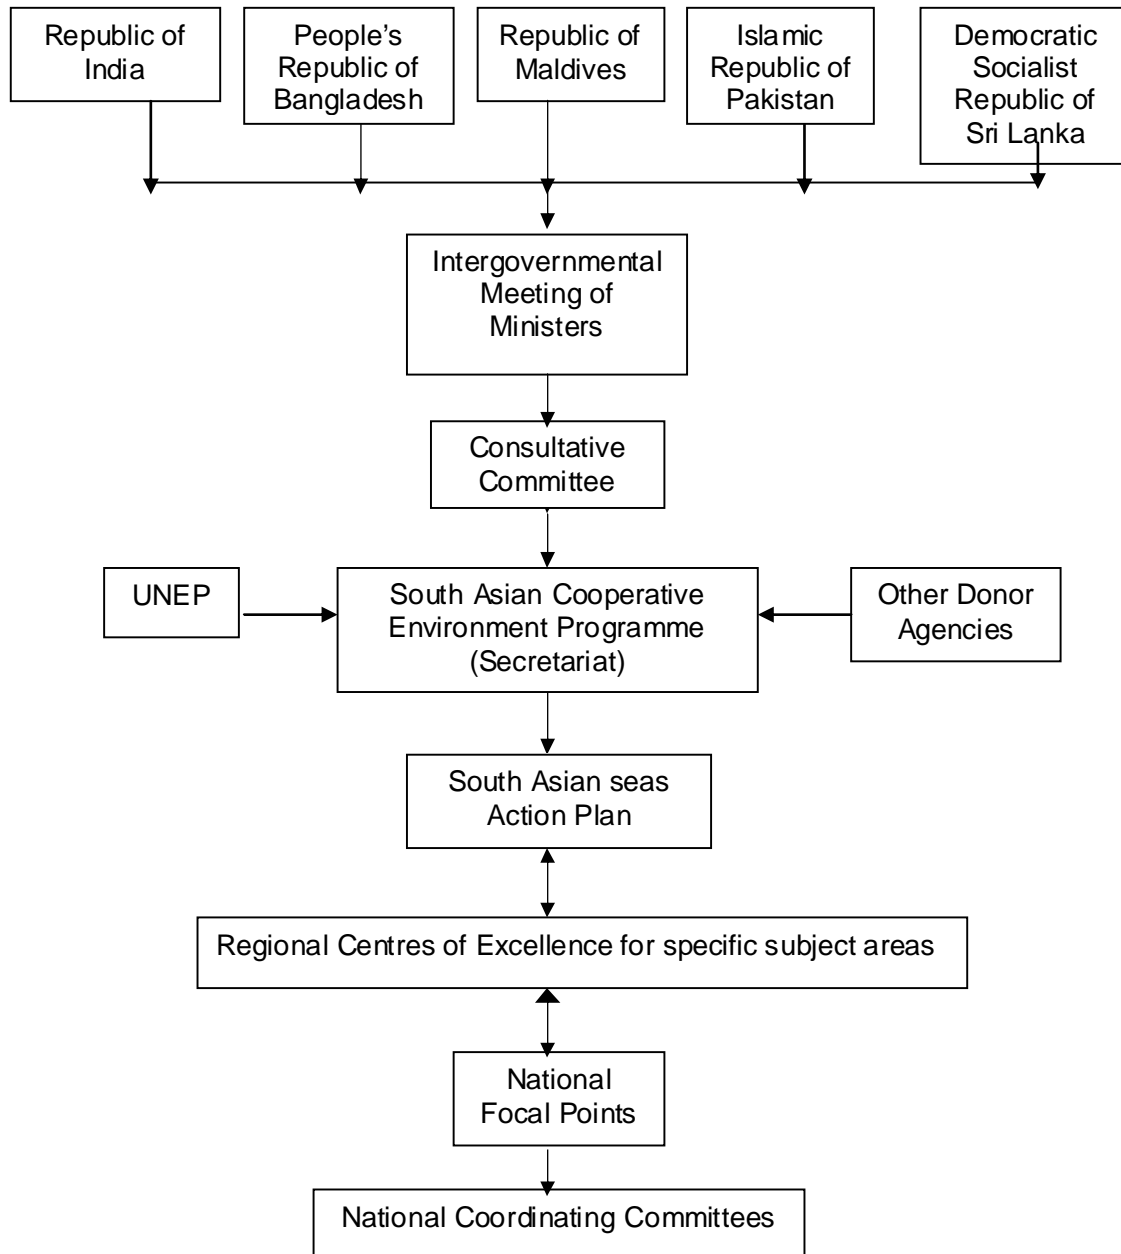 Republic of
India
People's
Republic of
Bangladesh
Republic of
Maldives
Islamic
Republic of
Pakistan
Democratic
Socialist
Republic of
Sri Lanka
Intergovernmental
Meeting of
Ministers
Consultative
Committee
UNEP
South Asian Cooperative
Environment Programme
(Secretariat)
Other Donor
Agencies
South Asian seas
Action Plan
Regional Centres of Excellence for specific subject areas
National
Focal Points
National Coordinating Committees